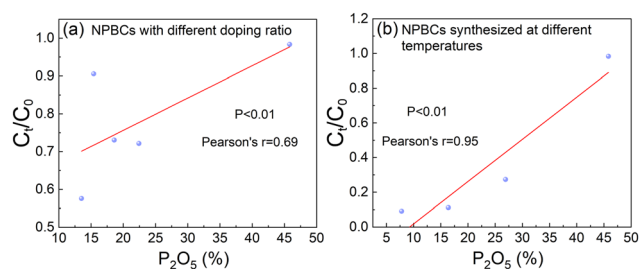 (a) NPBCs with different doping ratio
1.0
0.9
0.8
0.7
0.6
0.5
Ct/C0
P<0.01
Pearson's r=0.69
10 15 20 25 30 35 40 45 50
P2O5 (%)
(b) NPBCs synthesized at different
temperatures
1.2
1.0
0.8
0.6
0.4
0.2
0.0
Ct/C0
P<0.01
Pearson's r=0.95
5 10 15 20 25 30 35 40 45 50
P2O5 (%)